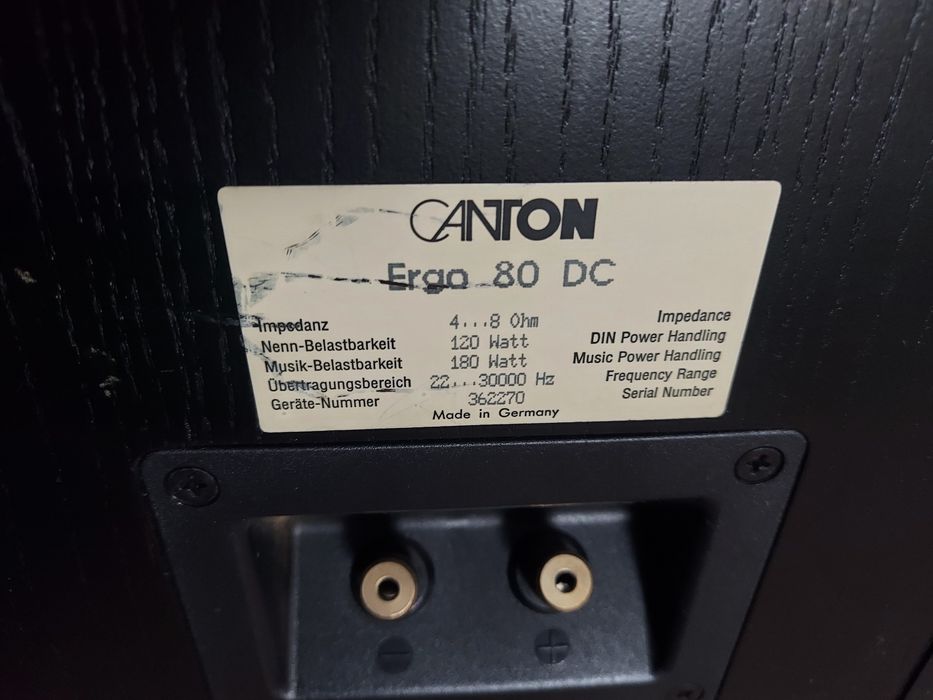 CANTON
Ergo 80 DC
Impedanz 4...8 Ohm Impedance
Nenn-Belastbarkeit 120 Watt DIN Power Handling
Musik-Belastbarkeit 180 Watt Music Power Handling
Übertragungsbereich 22...30000 Hz Frequency Range
Geräte-Nummer 362270 Serial Number
Made in Germany
− +